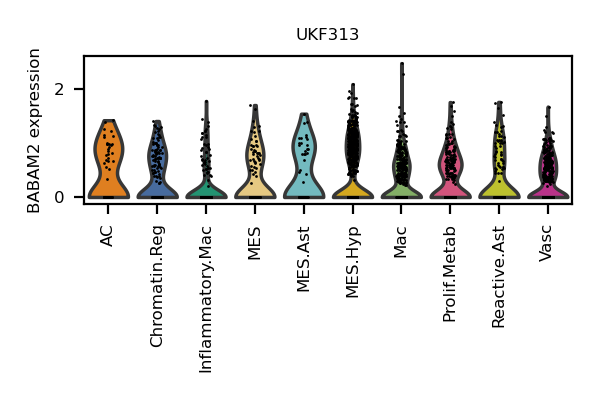 UKF313
BABAM2 expression
2
0
AC
Chromatin.Reg
Inflammatory.Mac
MES
MES.Ast
MES.Hyp
Mac
Prolif.Metab
Reactive.Ast
Vasc